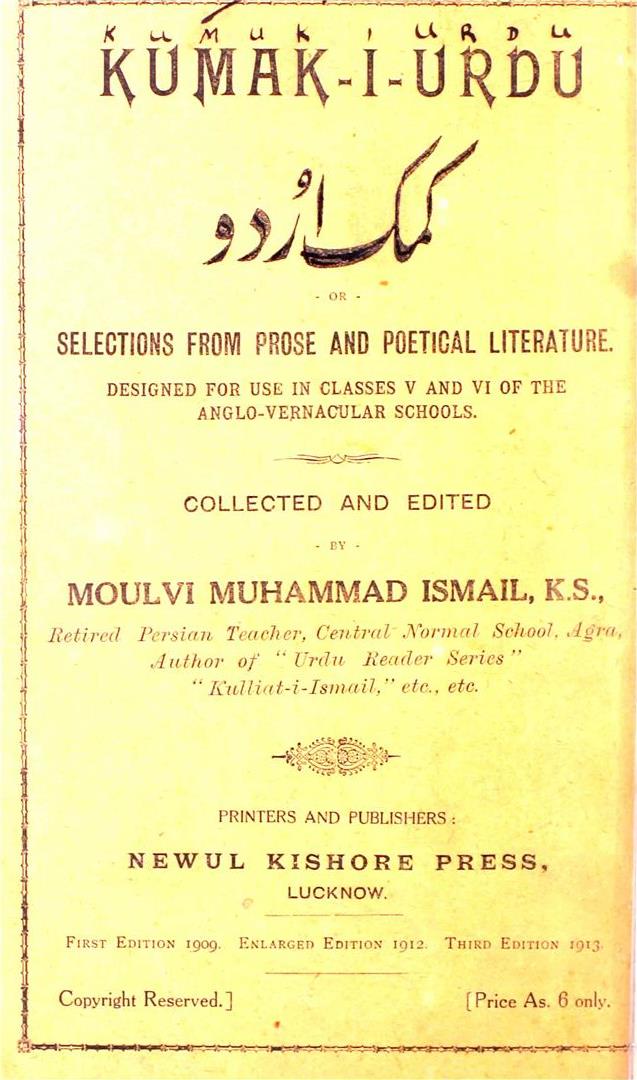 KUMUK I URDU
KUMAK-I-URDU
کمک اُردو
- OR -
SELECTIONS FROM PROSE AND POETICAL LITERATURE.
DESIGNED FOR USE IN CLASSES V AND VI OF THE
ANGLO-VERNACULAR SCHOOLS.
COLLECTED AND EDITED
- BY -
MOULVI MUHAMMAD ISMAIL, K.S.,
Retired Persian Teacher, Central Normal School, Agra,
Author of "Urdu Reader Series"
"Kulliat-i-Ismail," etc., etc.
PRINTERS AND PUBLISHERS :
NEWUL KISHORE PRESS,
LUCKNOW.
FIRST EDITION 1909. ENLARGED EDITION 1912. THIRD EDITION 1913.
Copyright Reserved.] [Price As. 6 only.